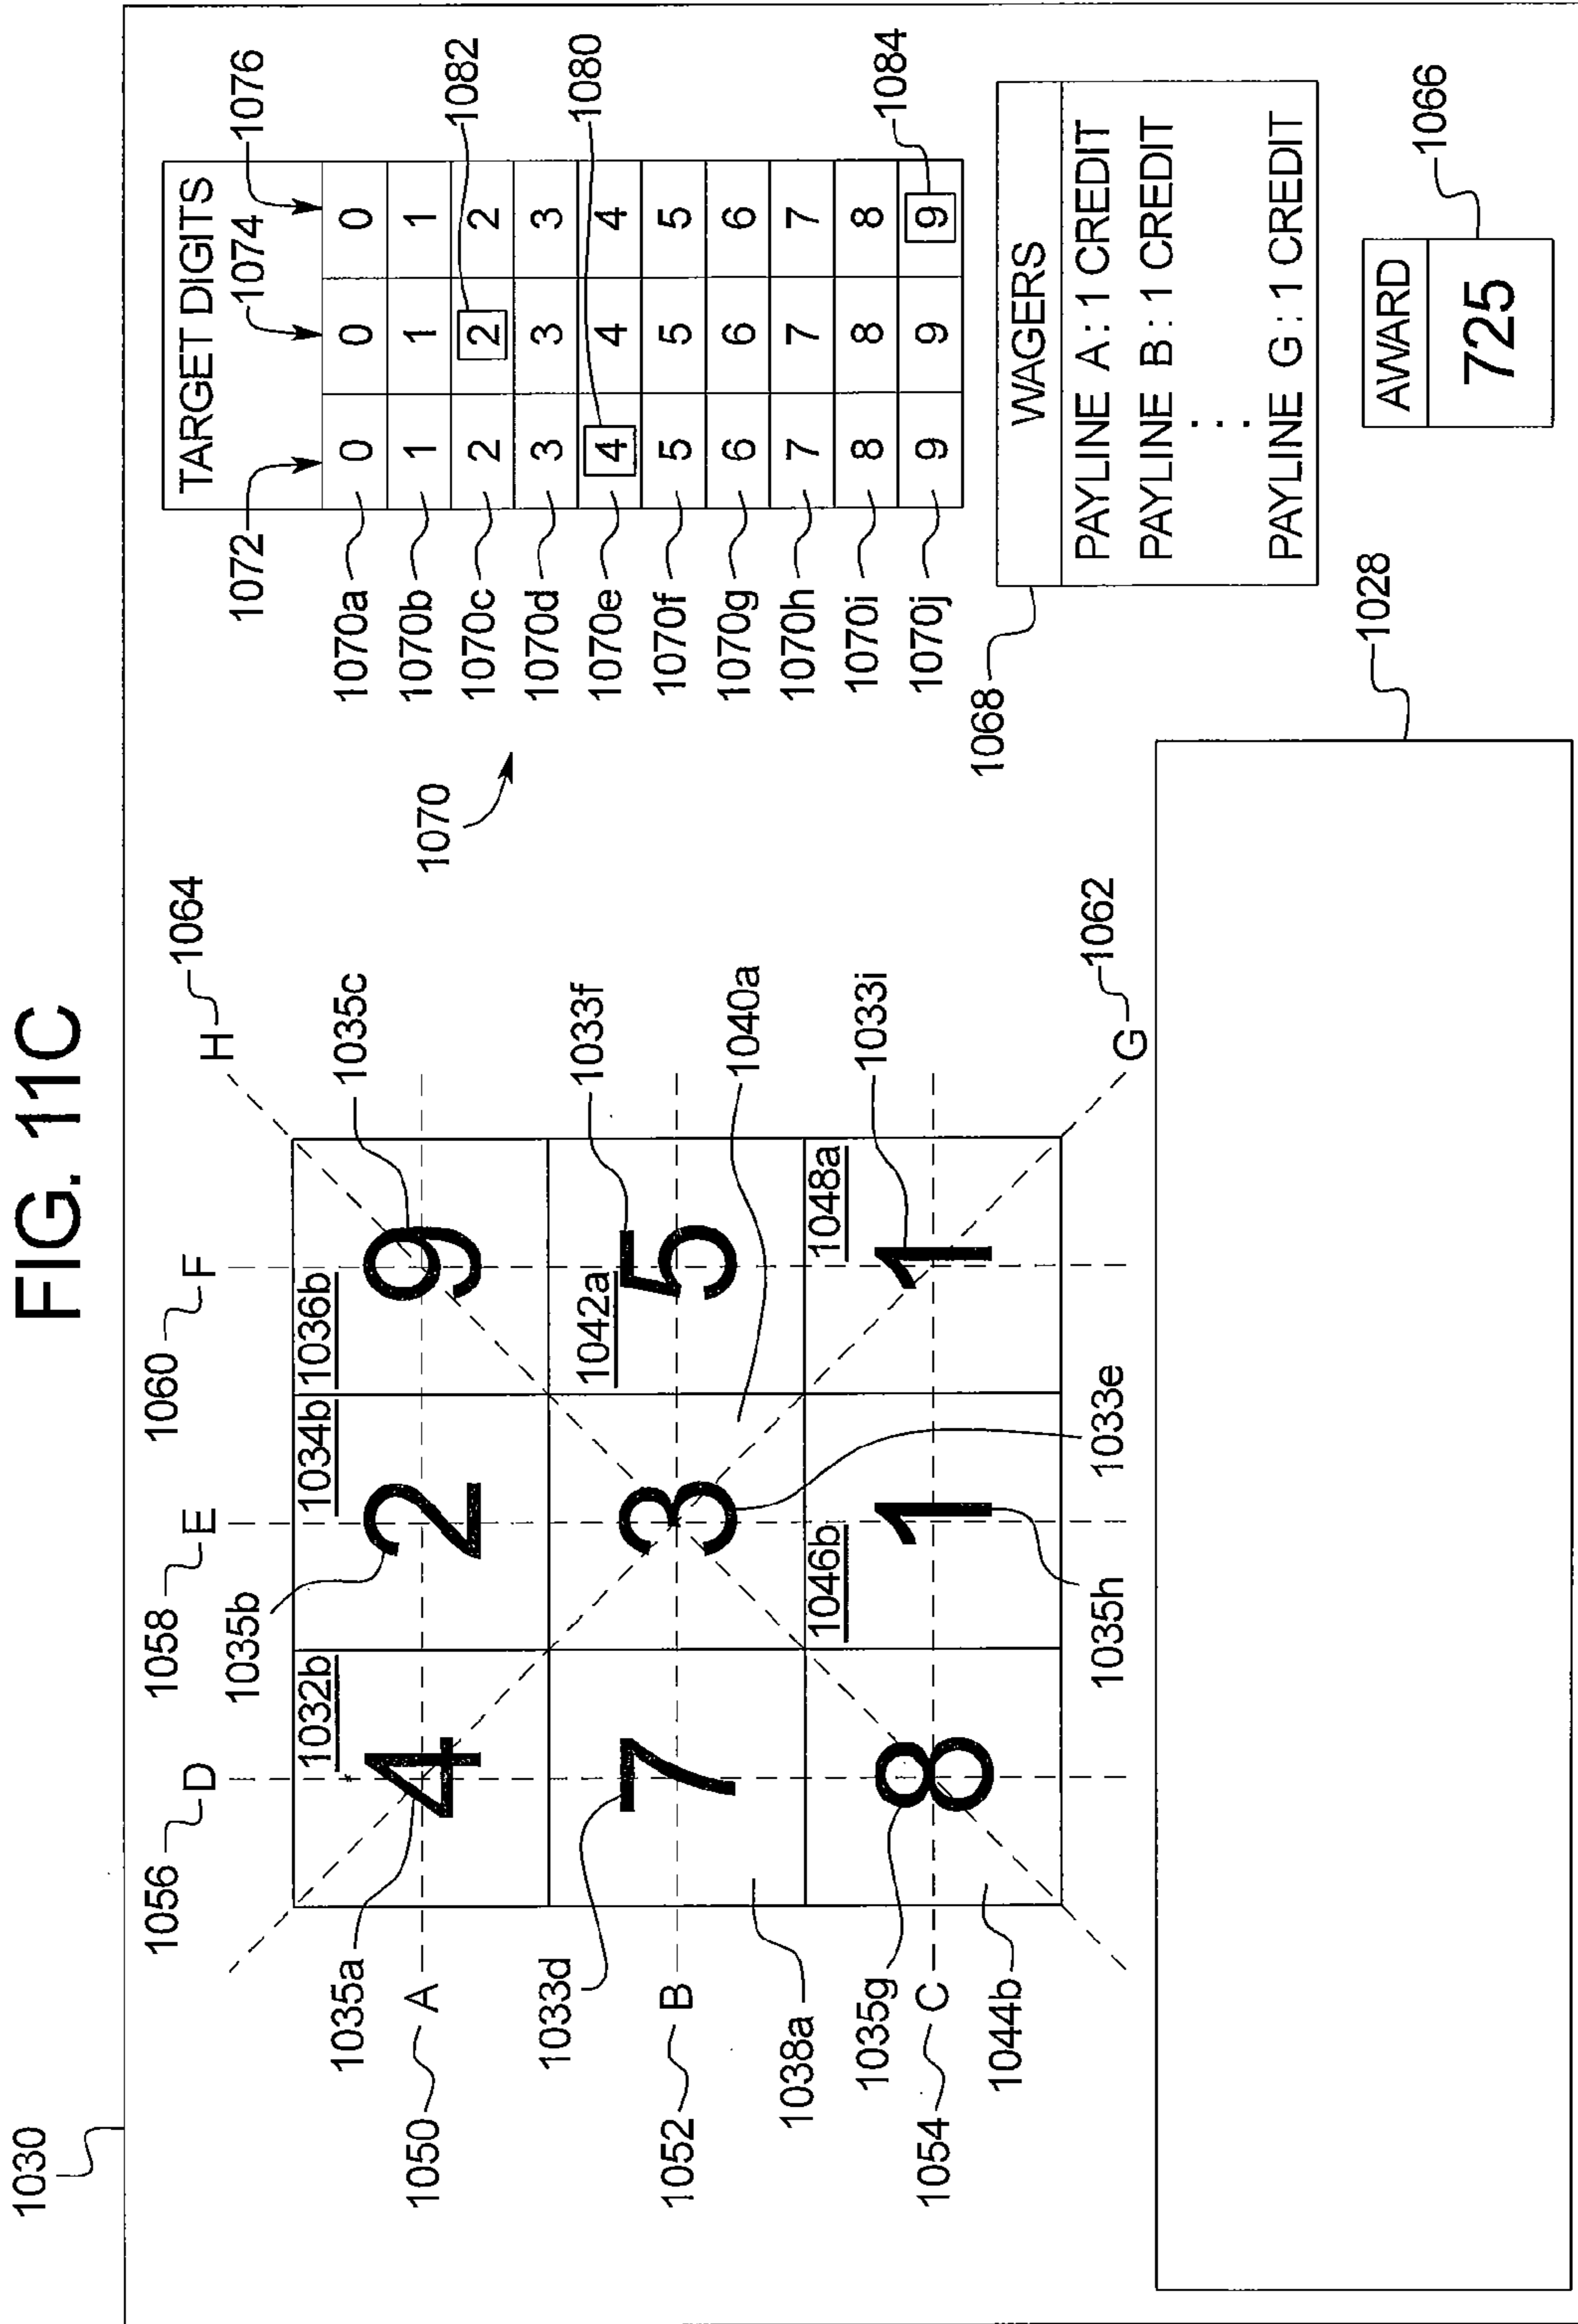 FIG. 11C
1030
1056 D 1058 E 1060 F H 1064
1035b
1035a 4 1032b 2 1034b 9 1036b 1035c
1050 A
1033d 7 3 1042a 5 1033f
1052 B
1038a 1040a
1035g 8 1046b 1 1 1048a 1033i
1054 C
1044b 1035h 1033e G 1062
1070
TARGET DIGITS
1072 1074 1076
1070a 0 0 0
1070b 1 1 1
1070c 2 2 2 1082
1070d 3 3 3
1070e 4 4 4 1080
1070f 5 5 5
1070g 6 6 6
1070h 7 7 7
1070i 8 8 8
1070j 9 9 9 1084
1068
WAGERS
PAYLINE A : 1 CREDIT
PAYLINE B : 1 CREDIT
⋮
PAYLINE G : 1 CREDIT
1028
AWARD
725
1066